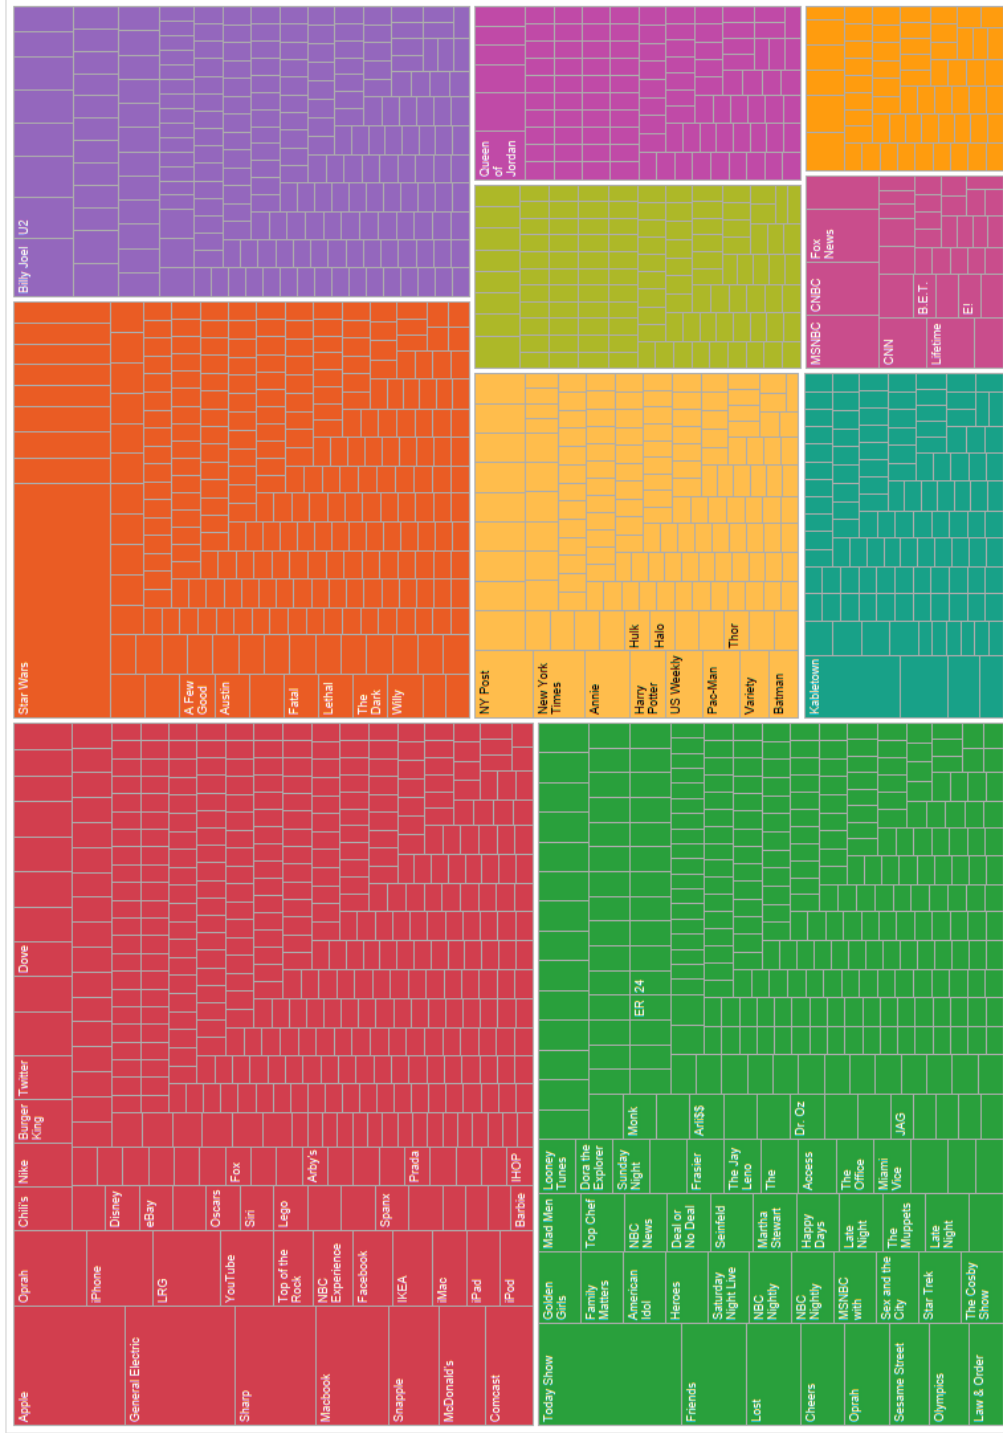 Billy Joel
U2
Queen
of
Jordan
Fox
News
MSNBC
CNBC
CNN
B.E.T.
Lifetime
E!
Star Wars
A Few
Good
Austin
Fatal
Lethal
The
Dark
Willy
NY Post
New York
Times
Annie
Harry
Potter
Hulk
US Weekly
Halo
Pac-Man
Variety
Thor
Batman
Kabletown
Apple
Oprah
Chili's
Nike
Burger
King
Twitter
Dove
General Electric
Sharp
Macbook
Snapple
McDonald's
Comcast
iPhone
LRG
YouTube
Top of the
Rock
NBC
Experience
Facebook
IKEA
iMac
iPad
iPod
Disney
eBay
Oscars
Siri
Lego
Spanx
Barbie
Fox
Arby's
Prada
IHOP
Today Show
Golden
Girls
Mad Men
Looney
Tunes
Friends
Lost
Cheers
Oprah
Sesame Street
Olympics
Law & Order
Family
Matters
American
Idol
Heroes
Saturday
Night Live
NBC
Nightly
NBC
Nightly
MSNBC
with
Sex and the
City
Star Trek
The Cosby
Show
Top Chef
NBC
News
Deal or
No Deal
Seinfeld
Martha
Stewart
Happy
Days
Late
Night
The
Muppets
Late
Night
Dora the
Explorer
Sunday
Night
Frasier
The Jay
Leno
The
Access
The
Office
Miami
Vice
Monk
Arli$$
Dr. Oz
JAG
ER
24